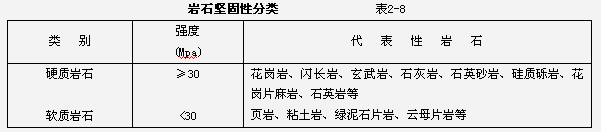 岩石坚固性分类 表2-8
类 别 强度 (Mpa) 代 表 性 岩 石
硬质岩石 ≥30 花岗岩、闪长岩、玄武岩、石灰岩、石英砂岩、硅质砾岩、花
岗片麻岩、石英岩等
软质岩石 <30 页岩、粘土岩、绿泥石片岩、云母片岩等